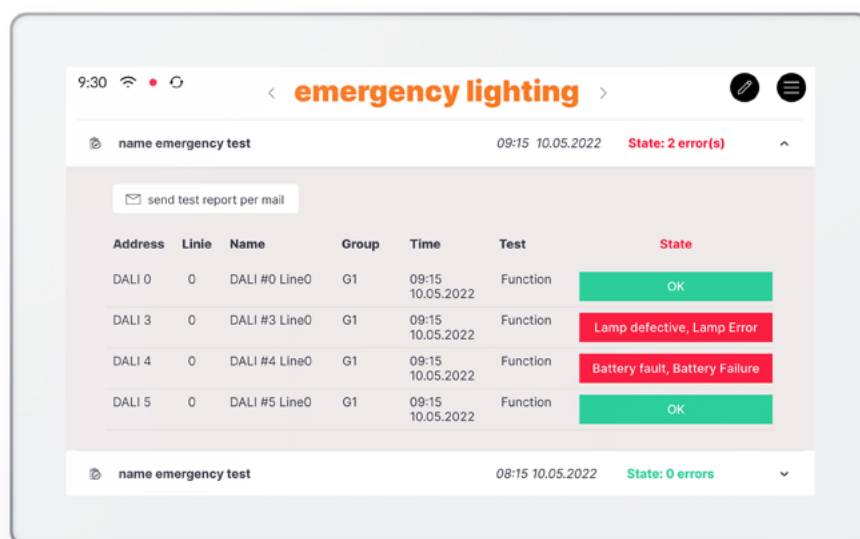 9:30
< emergency lighting >
name emergency test 09:15 10.05.2022 State: 2 error(s)
send test report per mail
Address Linie Name Group Time Test State
DALI 0 0 DALI #0 Line0 G1 09:15 Function OK
10.05.2022
DALI 3 0 DALI #3 Line0 G1 09:15 Function Lamp defective, Lamp Error
10.05.2022
DALI 4 0 DALI #4 Line0 G1 09:15 Function Battery fault, Battery Failure
10.05.2022
DALI 5 0 DALI #5 Line0 G1 09:15 Function OK
10.05.2022
name emergency test 08:15 10.05.2022 State: 0 errors